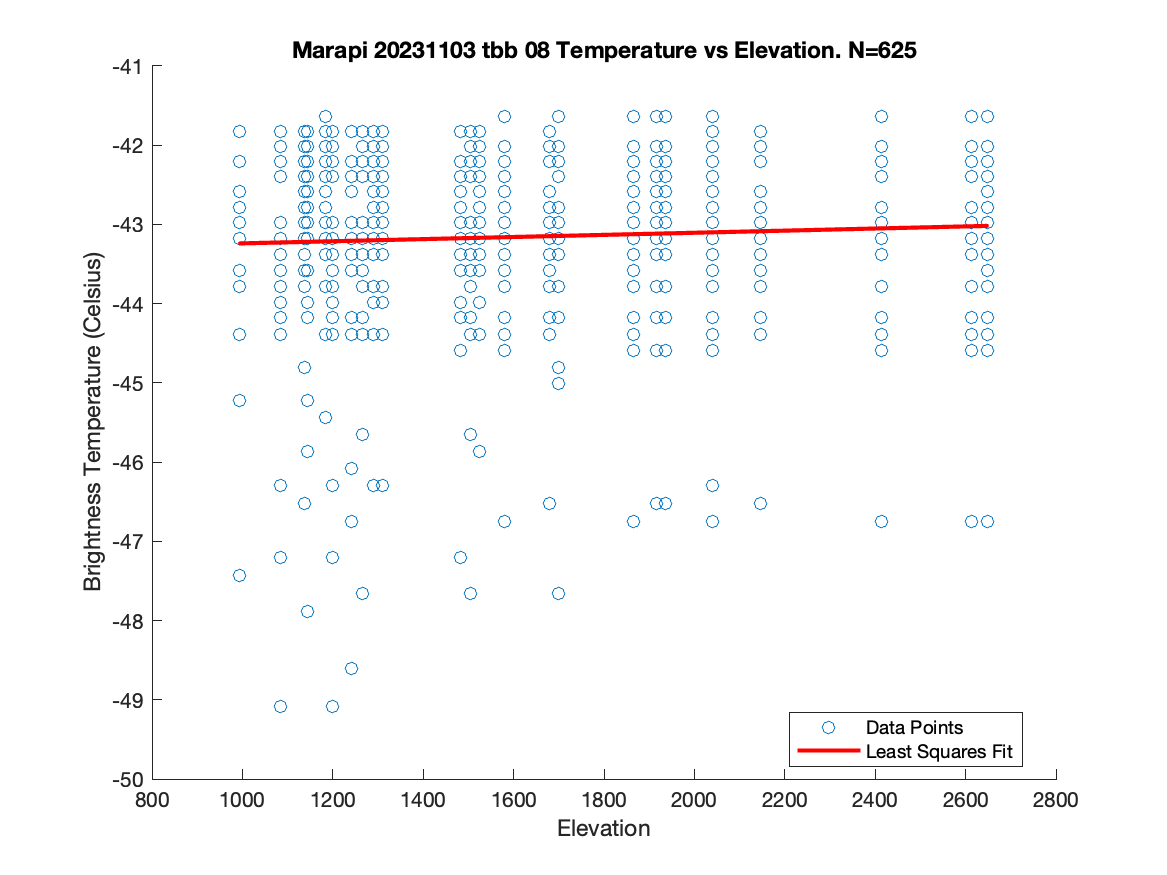 Marapi 20231103 tbb 08 Temperature vs Elevation. N=625
Brightness Temperature (Celsius)
-41
-42
-43
-44
-45
-46
-47
-48
-49
-50
Data Points
Least Squares Fit
800 1000 1200 1400 1600 1800 2000 2200 2400 2600 2800
Elevation